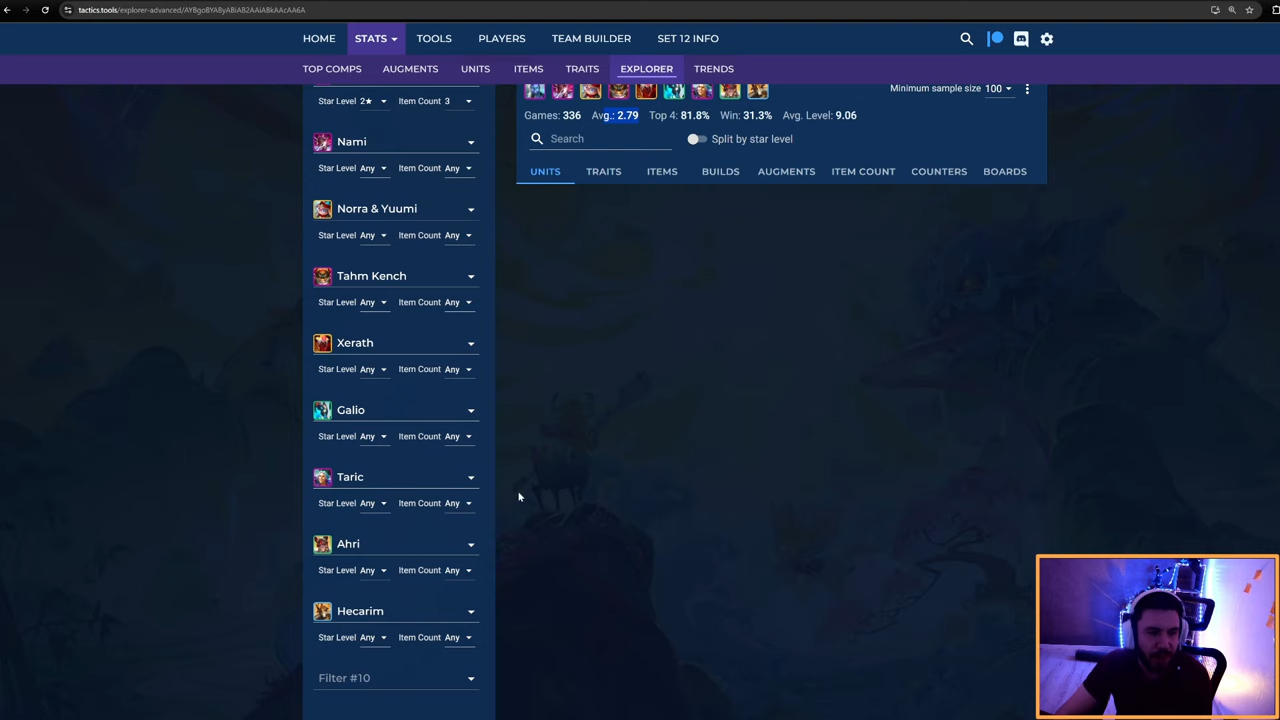 tactics.tools/explorer-advanced/AYBgoBYAByABiAB2AAiABkAAcAA6A
HOME STATS TOOLS PLAYERS TEAM BUILDER SET 12 INFO
TOP COMPS AUGMENTS UNITS ITEMS TRAITS EXPLORER TRENDS
Star Level 2★ Item Count 3
Minimum sample size 100
Games: 336 Avg.: 2.79 Top 4: 81.8% Win: 31.3% Avg. Level: 9.06
Search Split by star level
UNITS TRAITS ITEMS BUILDS AUGMENTS ITEM COUNT COUNTERS BOARDS
Nami
Star Level Any Item Count Any
Norra & Yuumi
Star Level Any Item Count Any
Tahm Kench
Star Level Any Item Count Any
Xerath
Star Level Any Item Count Any
Galio
Star Level Any Item Count Any
Taric
Star Level Any Item Count Any
Ahri
Star Level Any Item Count Any
Hecarim
Star Level Any Item Count Any
Filter #10